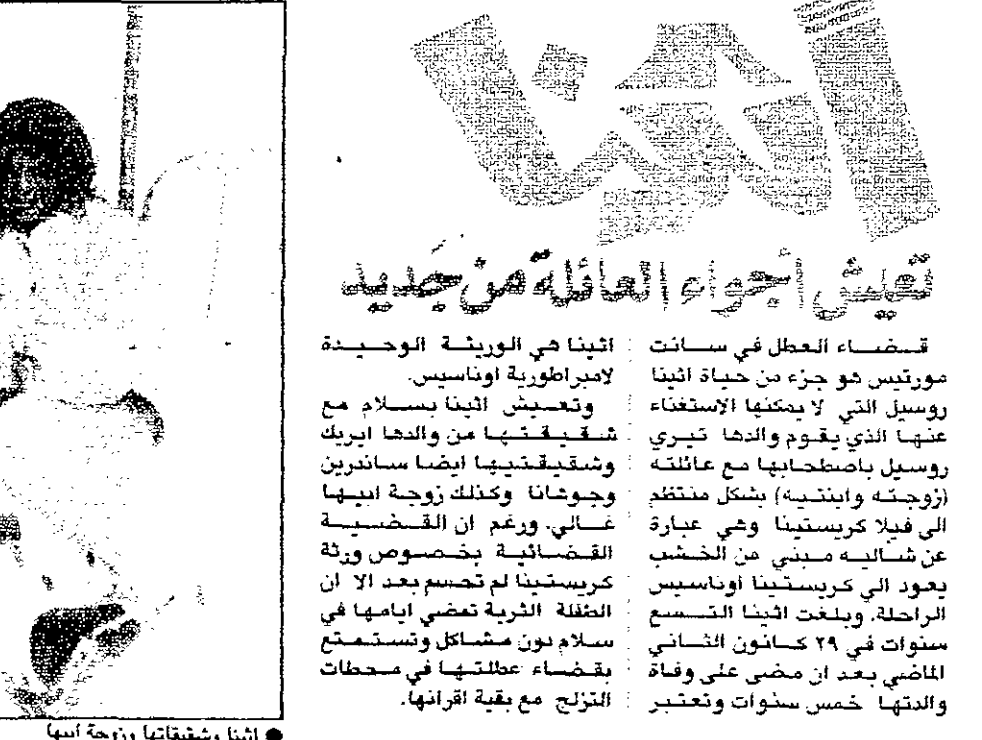 أثينا
تعيش أجواء العائلة من جديد
قضاء العطل في سانت
مورتيس هو جزء من حياة اثينا
روسيل التي لا يمكنها الاستغناء
عنها الذي يقوم والدها تيري
روسيل باصطحابها مع عائلته
(زوجته وابنتيه) بشكل منتظم
الى فيلا كريستينا وهي عبارة
عن شاليه مبني من الخشب
يعود الى كريستينا اوناسيس
الراحلة. وبلغت اثينا التسع
سنوات في ٢٩ كانون الثاني
الماضي بعد ان مضى على وفاة
والدتها خمس سنوات وتعتبر
اثينا هي الوريثة الوحيدة
لامبراطورية اوناسيس.
وتعيش اثينا بسلام مع
شقيقتها من والدها ايريك
وشقيقتيها ايضا ساندرين
وجوشانا وكذلك زوجة ابيها
غالي. ورغم ان القضية
القضائية بخصوص ورثة
كريستينا لم تحسم بعد الا ان
الطفلة الثرية تمضي ايامها في
سلام دون مشاكل وتستمتع
بقضاء عطلتها في محطات
التزلج مع بقية اقرانها.
● اثينا وشقيقاتها وزوجة ابيها